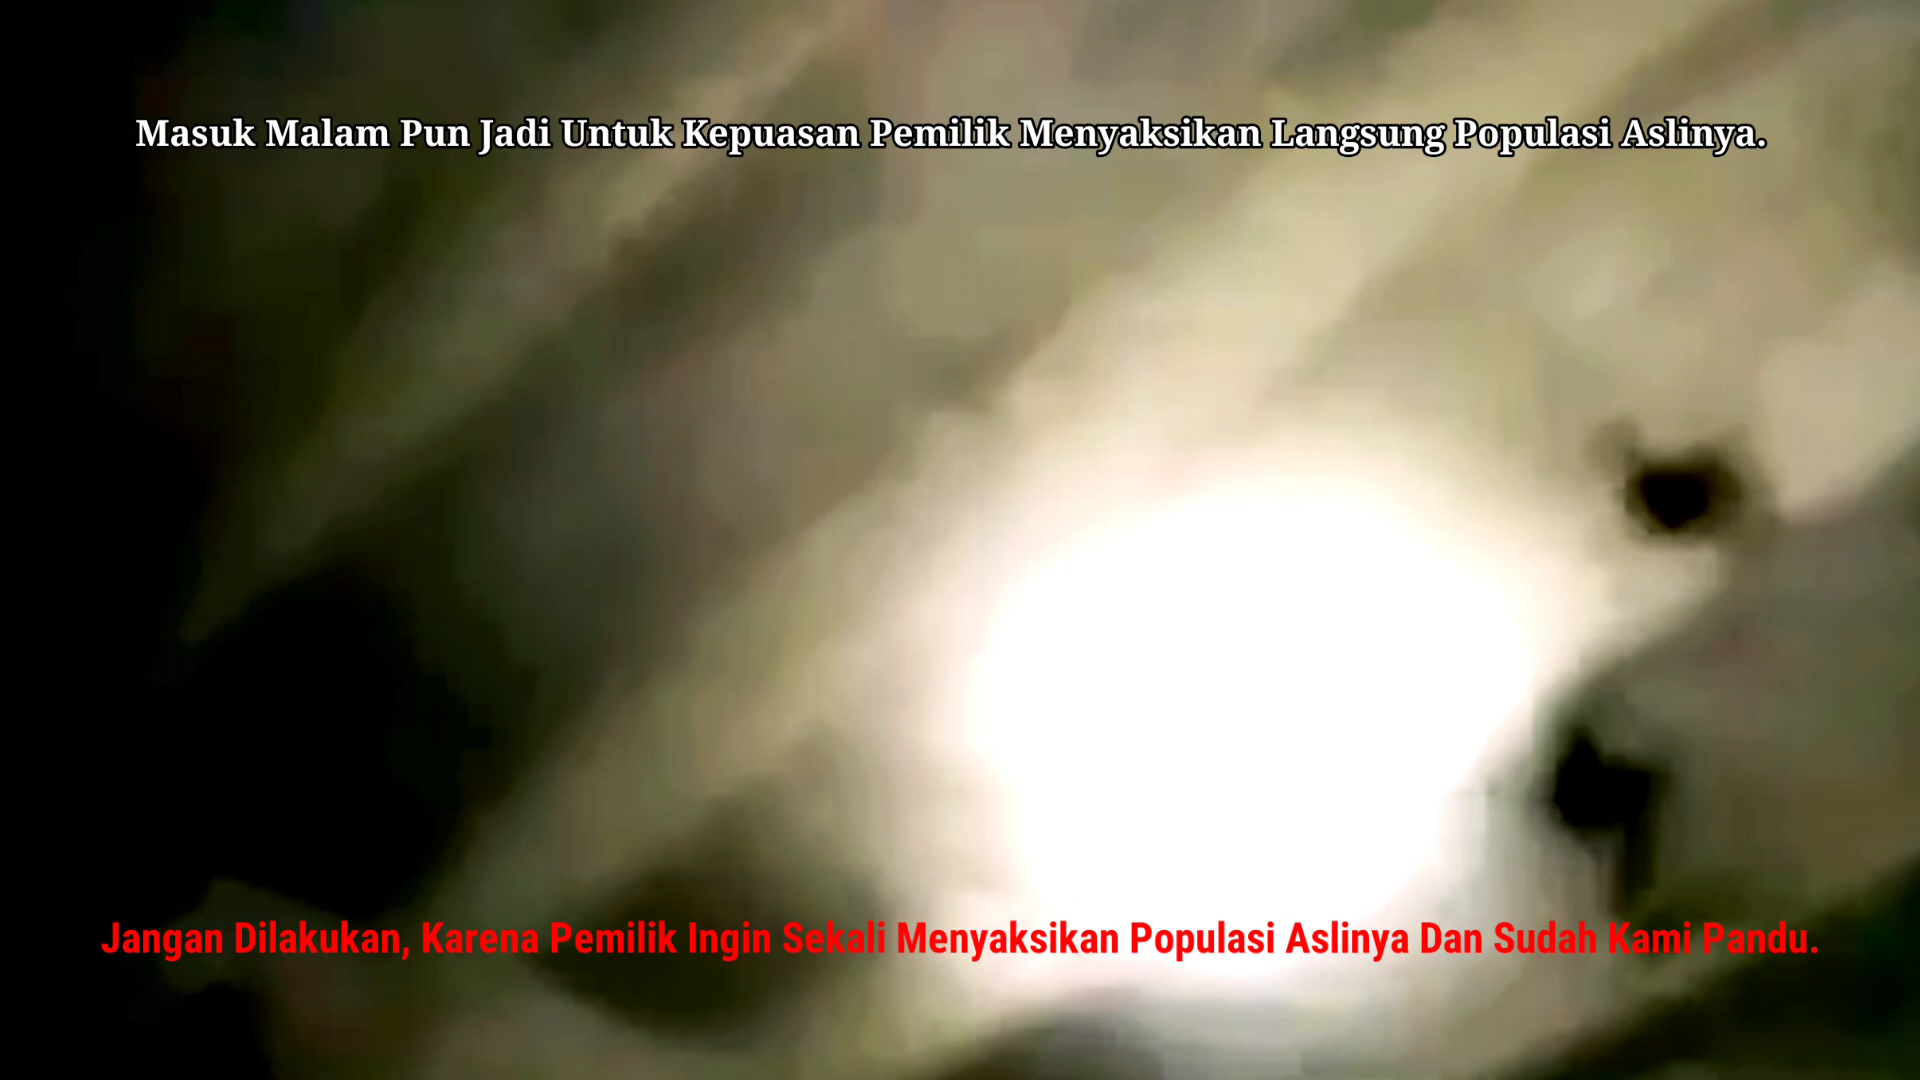 Masuk Malam Pun Jadi Untuk Kepuasan Pemilik Menyaksikan Langsung Populasi Aslinya.
Jangan Dilakukan, Karena Pemilik Ingin Sekali Menyaksikan Populasi Aslinya Dan Sudah Kami Pandu.